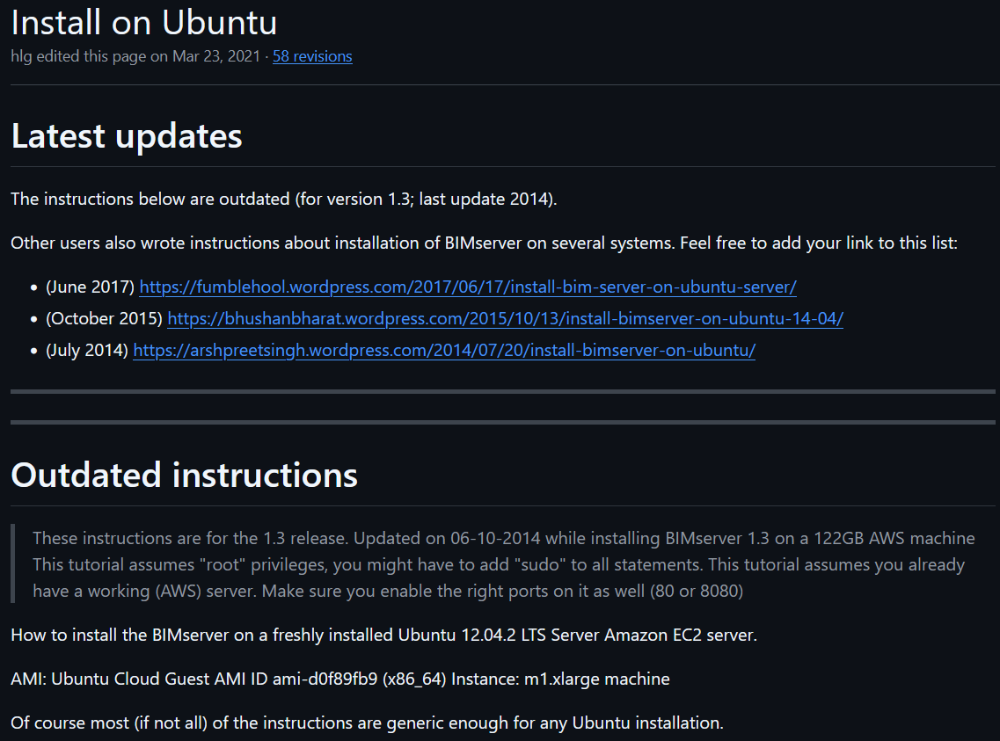 Install on Ubuntu
hlg edited this page on Mar 23, 2021 · 58 revisions
Latest updates
The instructions below are outdated (for version 1.3; last update 2014).
Other users also wrote instructions about installation of BIMserver on several systems. Feel free to add your link to this list:
• (June 2017) https://fumblehool.wordpress.com/2017/06/17/install-bim-server-on-ubuntu-server/
• (October 2015) https://bhushanbharat.wordpress.com/2015/10/13/install-bimserver-on-ubuntu-14-04/
• (July 2014) https://arshpreetsingh.wordpress.com/2014/07/20/install-bimserver-on-ubuntu/
Outdated instructions
These instructions are for the 1.3 release. Updated on 06-10-2014 while installing BIMserver 1.3 on a 122GB AWS machine
This tutorial assumes "root" privileges, you might have to add "sudo" to all statements. This tutorial assumes you already
have a working (AWS) server. Make sure you enable the right ports on it as well (80 or 8080)
How to install the BIMserver on a freshly installed Ubuntu 12.04.2 LTS Server Amazon EC2 server.
AMI: Ubuntu Cloud Guest AMI ID ami-d0f89fb9 (x86_64) Instance: m1.xlarge machine
Of course most (if not all) of the instructions are generic enough for any Ubuntu installation.